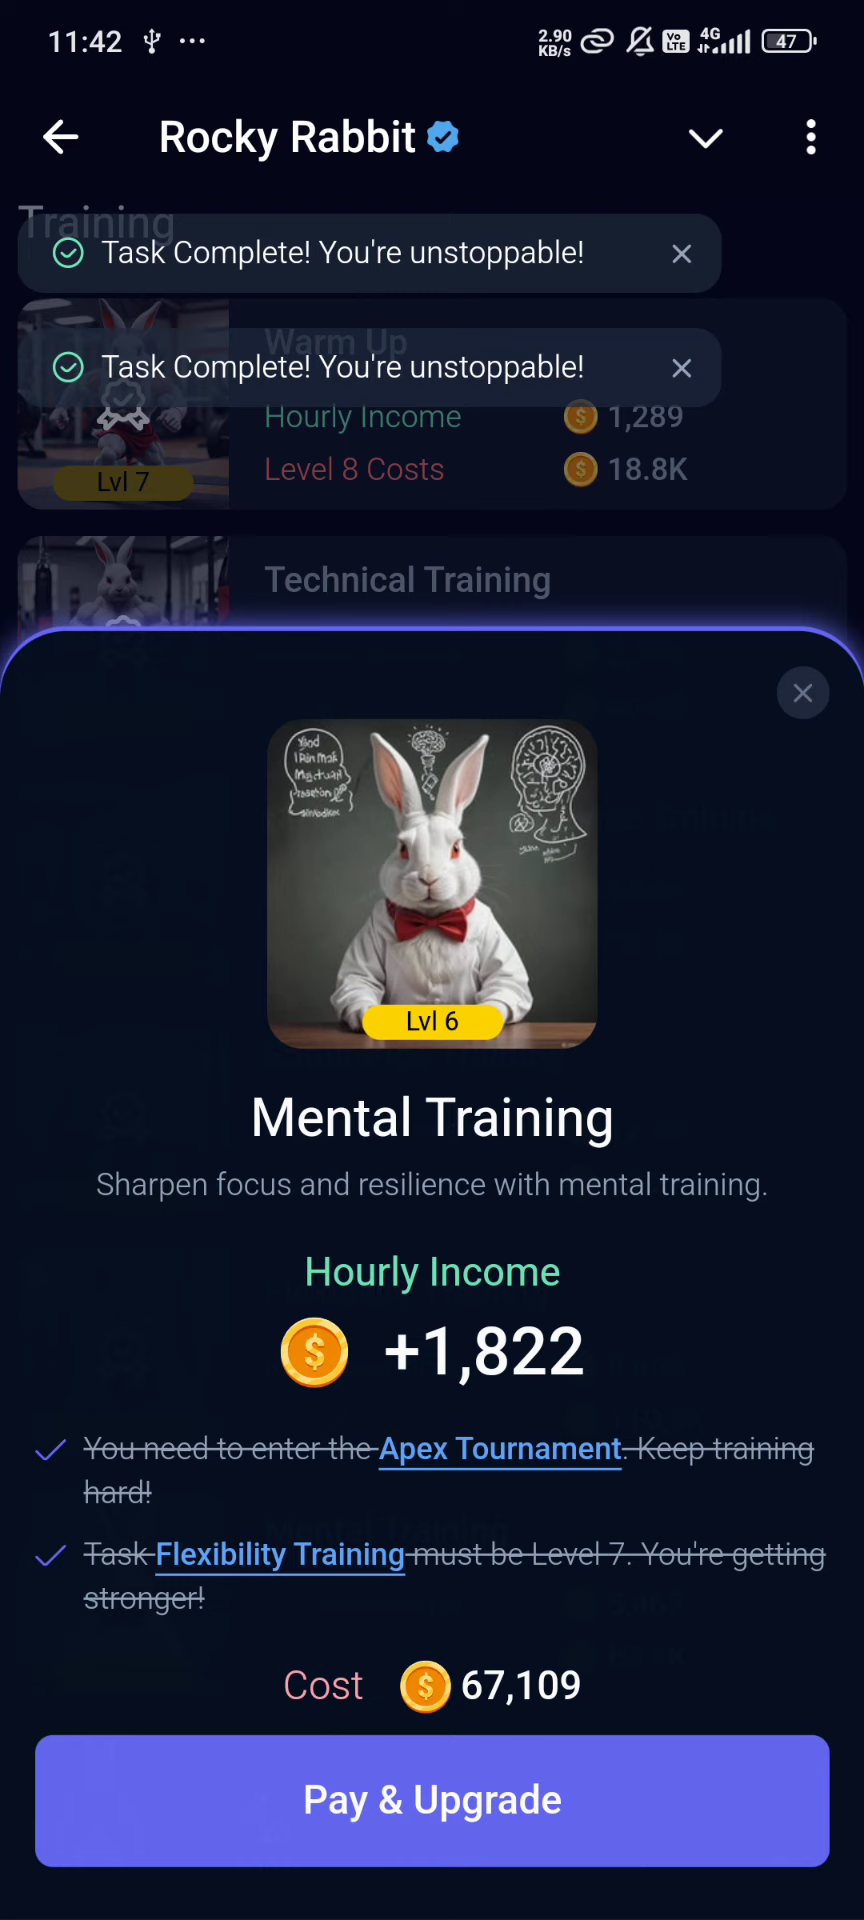 11:42
2.90
KB/s
Vo
LTE
4G
47
Rocky Rabbit
Training
Task Complete! You're unstoppable!
Warm Up
Task Complete! You're unstoppable!
Hourly Income 1,289
Level 8 Costs 18.8K
Lvl 7
Technical Training
Lvl 6
Mental Training
Sharpen focus and resilience with mental training.
Hourly Income
+1,822
You need to enter the Apex Tournament. Keep training
hard!
Task Flexibility Training must be Level 7. You're getting
stronger!
Cost 67,109
Pay & Upgrade